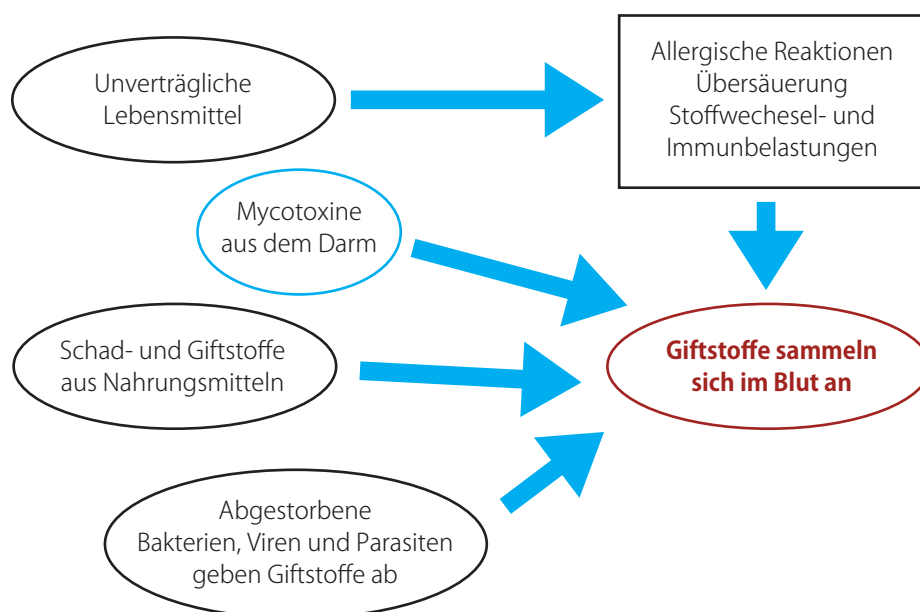 Unverträgliche
Lebensmittel
Allergische Reaktionen
Übersäuerung
Stoffwechesel- und
Immunbelastungen
Mycotoxine
aus dem Darm
Schad- und Giftstoffe
aus Nahrungsmitteln
Giftstoffe sammeln
sich im Blut an
Abgestorbene
Bakterien, Viren und Parasiten
geben Giftstoffe ab